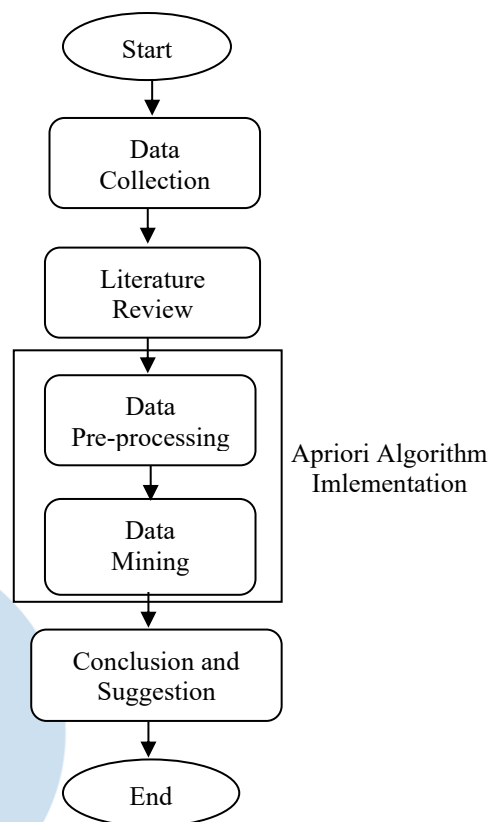 Start
Data
Collection
Literature
Review
Data
Pre-processing
Apriori Algorithm
Imlementation
Data
Mining
Conclusion and
Suggestion
End